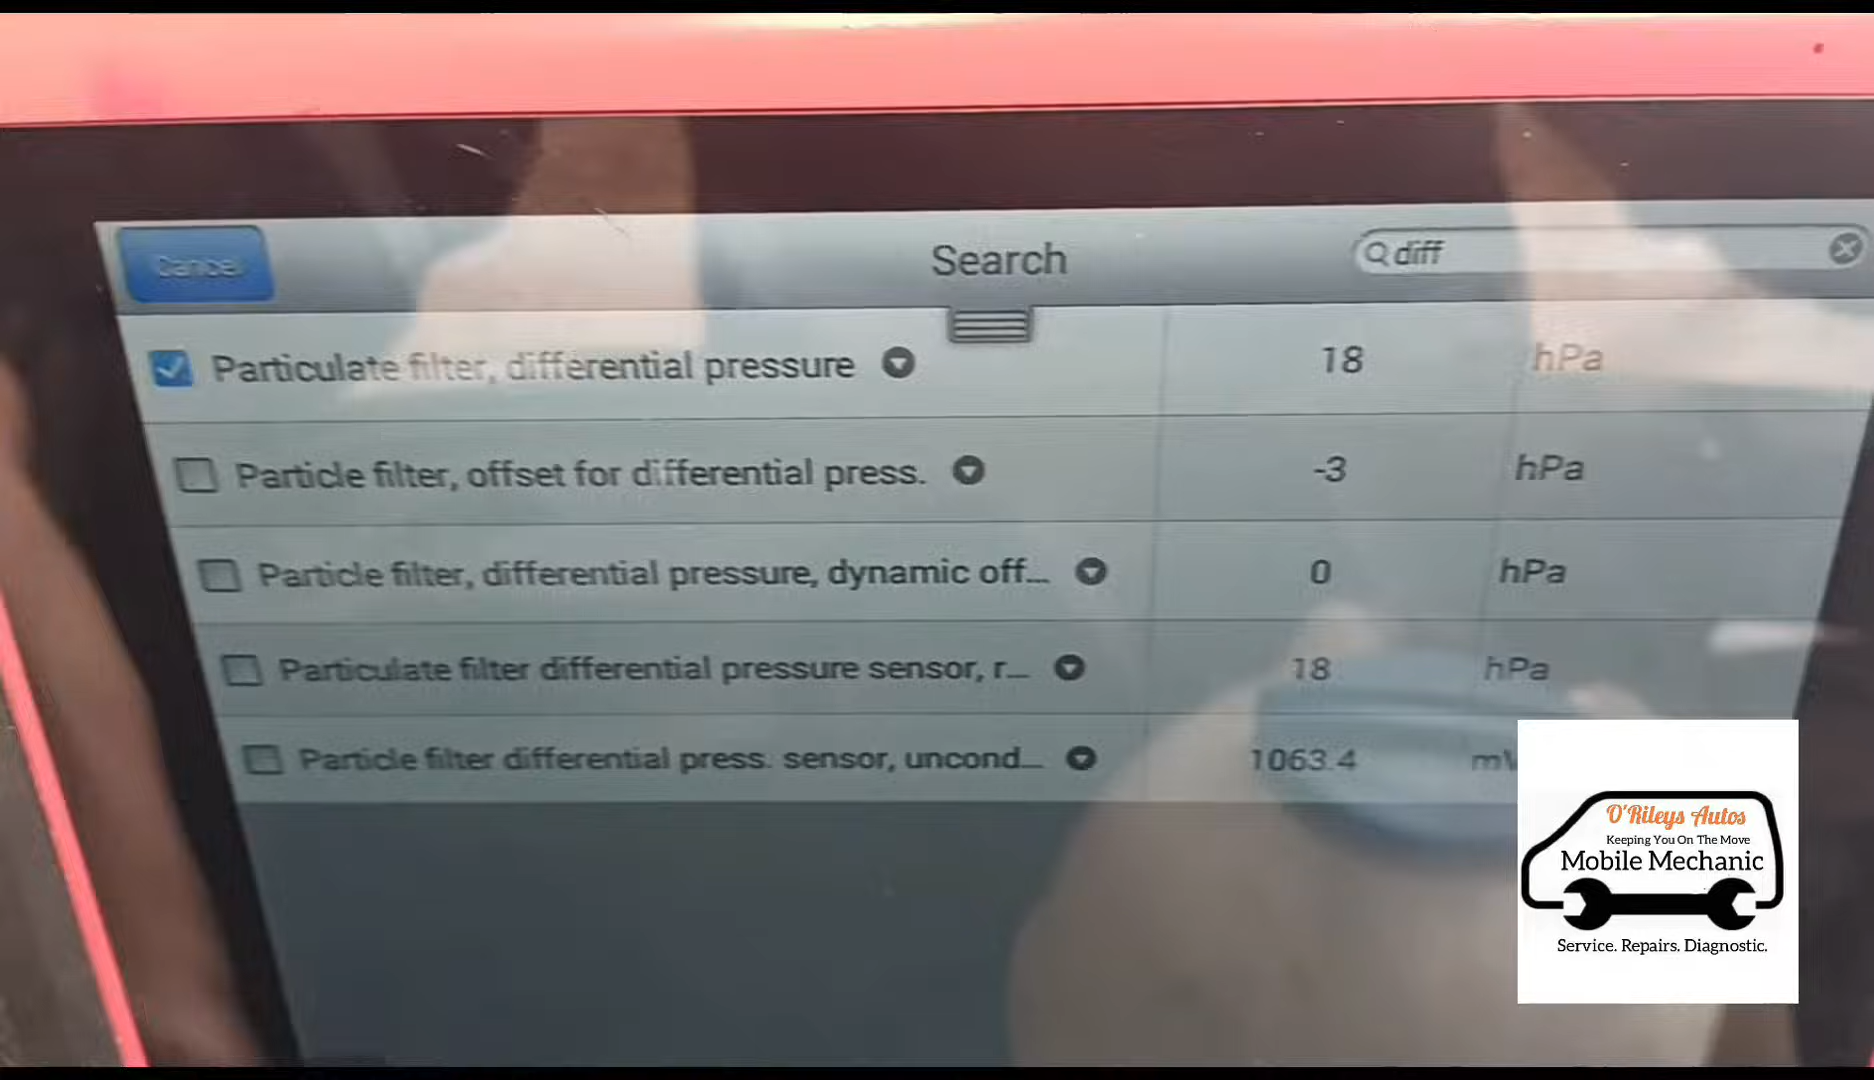 Cancel
Search
diff
Particulate filter, differential pressure 18 hPa
Particle filter, offset for differential press. -3 hPa
Particle filter, differential pressure, dynamic off... 0 hPa
Particulate filter differential pressure sensor, r... 18 hPa
Particle filter differential press. sensor, uncond... 1063.4
O'Rileys Autos
Keeping You On The Move
Mobile Mechanic
Service. Repairs. Diagnostic.